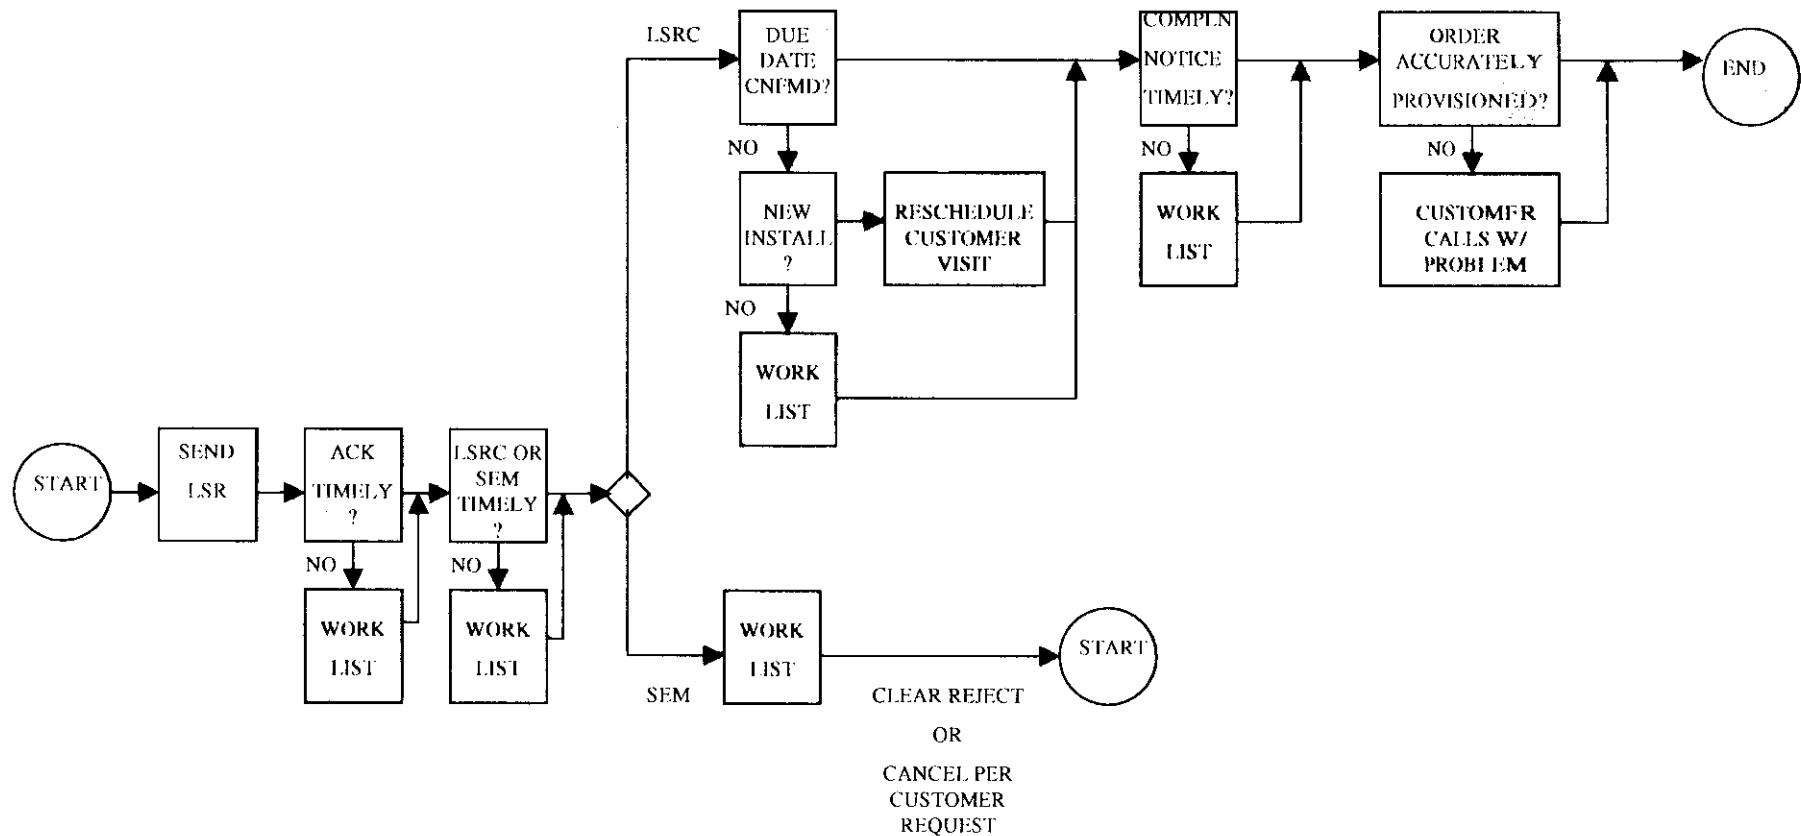 LSRC
DUE
DATE
CNFMD?
COMPLN
NOTICE
TIMELY?
ORDER
ACCURATELY
PROVISIONED?
END
NO
NO
NO
NEW
INSTALL
?
RESCHEDULE
CUSTOMER
VISIT
WORK
LIST
CUSTOMER
CALLS W/
PROBLEM
NO
WORK
LIST
START
SEND
LSR
ACK
TIMELY
?
LSRC OR
SEM
TIMELY
?
NO
NO
WORK
LIST
WORK
LIST
SEM
WORK
LIST
START
CLEAR REJECT
OR
CANCEL PER
CUSTOMER
REQUEST